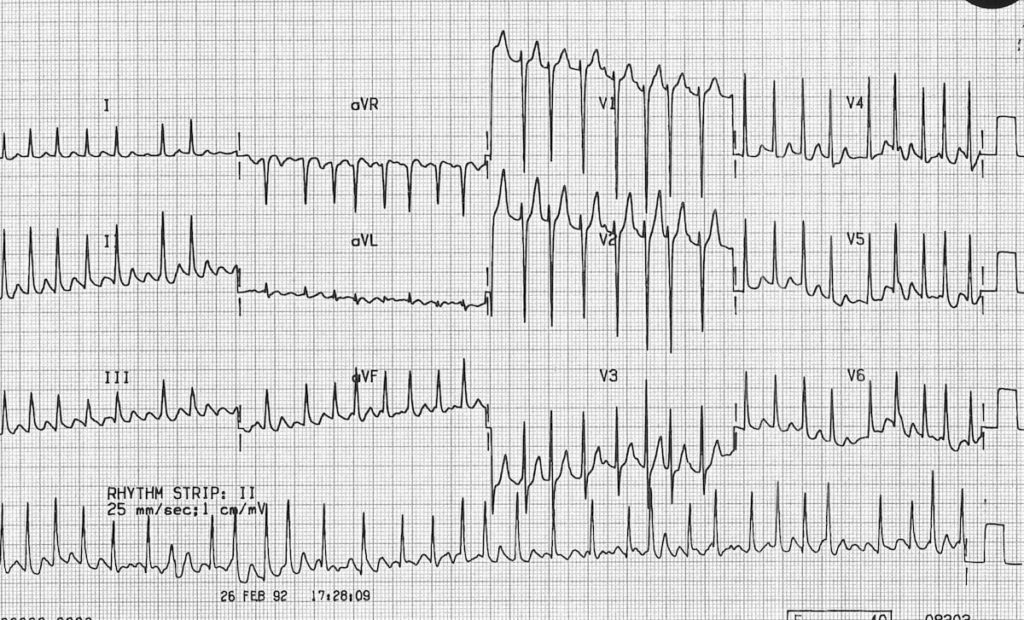 I aVR V1 V4
II aVL V2 V5
III aVF V3 V6
RHYTHM STRIP: II
25 mm/sec;1 cm/mV
26 FEB 92 17:28:09